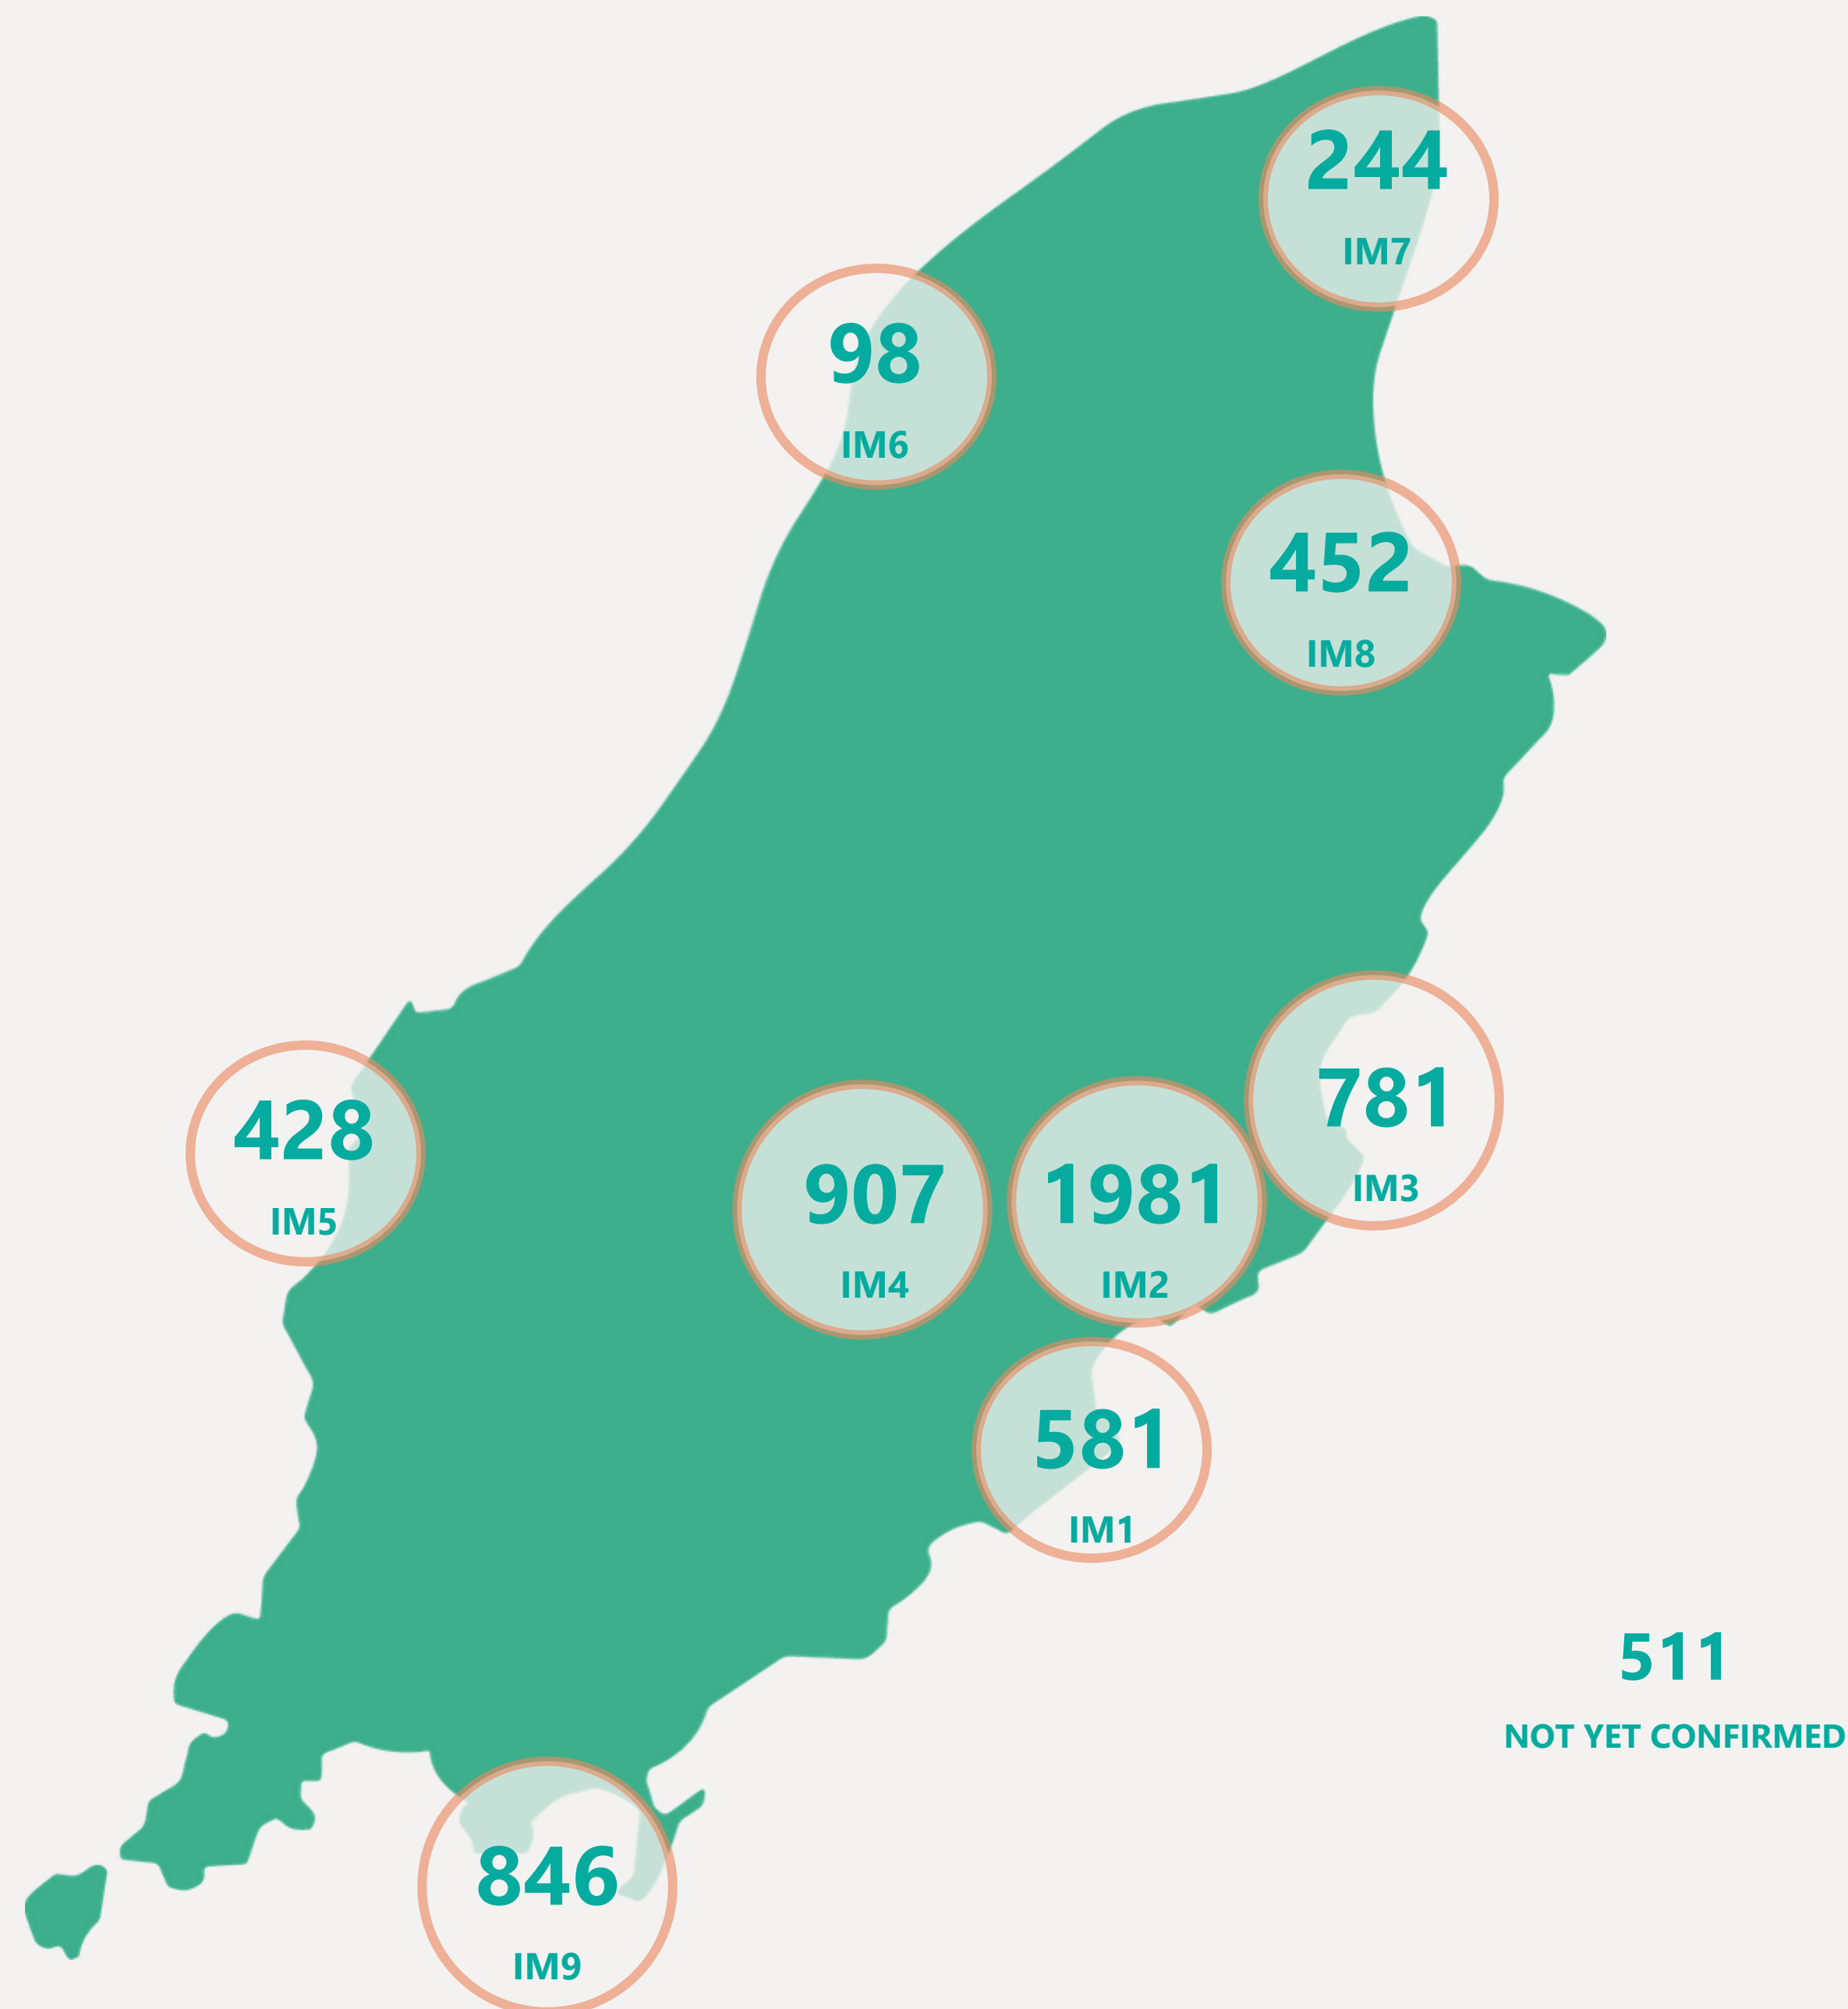 244
IM7
98
IM6
452
IM8
781
IM3
428
IM5
907
IM4
1981
IM2
581
IM1
511
NOT YET CONFIRMED
846
IM9